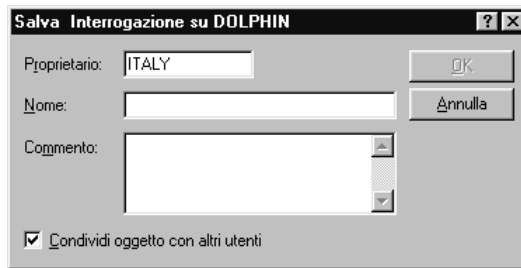 Salva Interrogazione su DOLPHIN
Proprietario: ITALY
OK
Nome:
Annulla
Commento:
Condividi oggetto con altri utenti